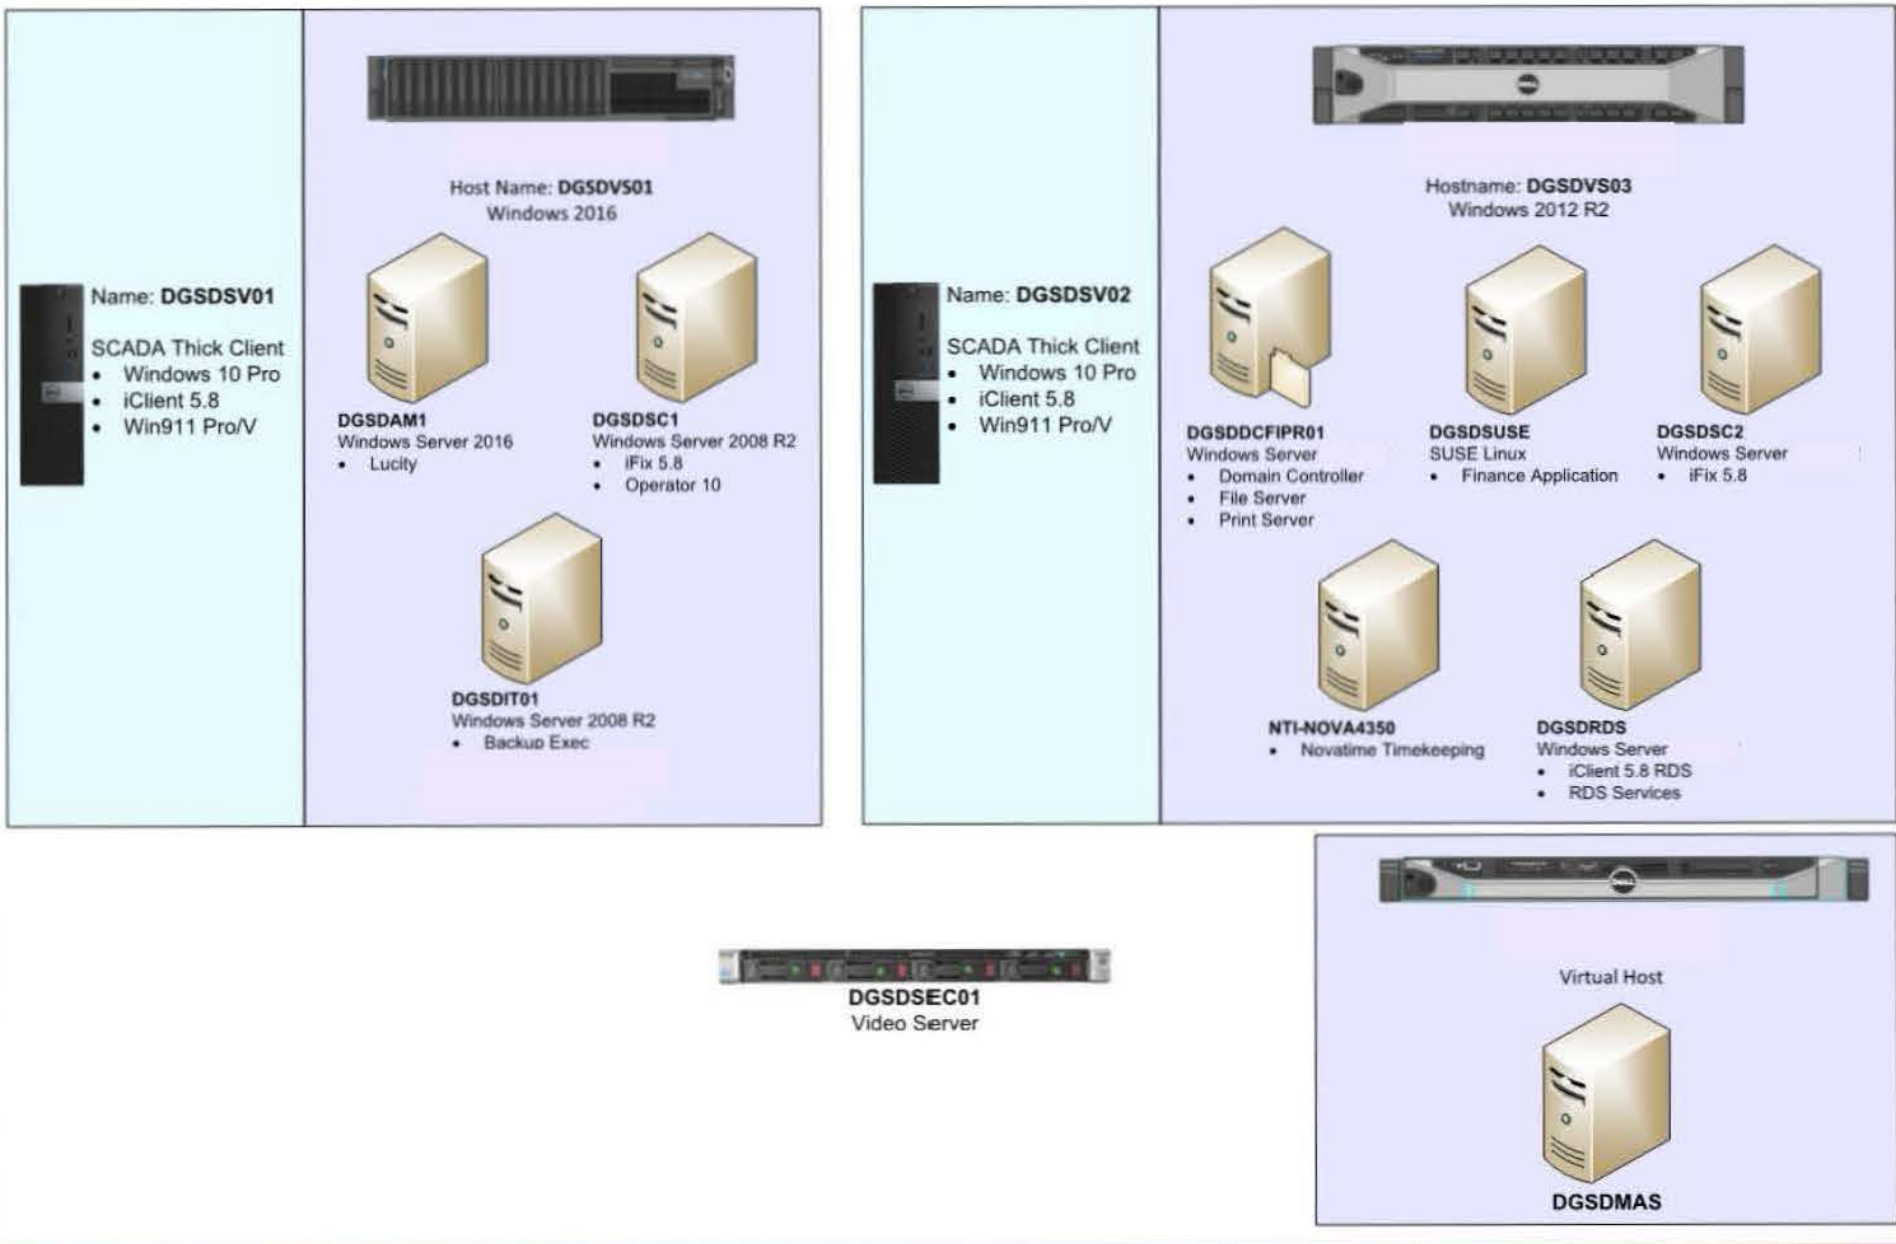 Host Name: DGSDVS01
Windows 2016
Name: DGSDSV01
SCADA Thick Client
• Windows 10 Pro
• iClient 5.8
• Win911 Pro/V
DGSDAM1
Windows Server 2016
• Lucity
DGSDSC1
Windows Server 2008 R2
• iFix 5.8
• Operator 10
DGSDIT01
Windows Server 2008 R2
• Backup Exec
Hostname: DGSDVS03
Windows 2012 R2
Name: DGSDSV02
SCADA Thick Client
• Windows 10 Pro
• iClient 5.8
• Win911 Pro/V
DGSDDCFIPR01
Windows Server
• Domain Controller
• File Server
• Print Server
DGSDSUSE
SUSE Linux
• Finance Application
DGSDSC2
Windows Server
• iFix 5.8
NTI-NOVA4350
• Novatime Timekeeping
DGSDRDS
Windows Server
• iClient 5.8 RDS
• RDS Services
DGSDSEC01
Video Server
Virtual Host
DGSDMAS